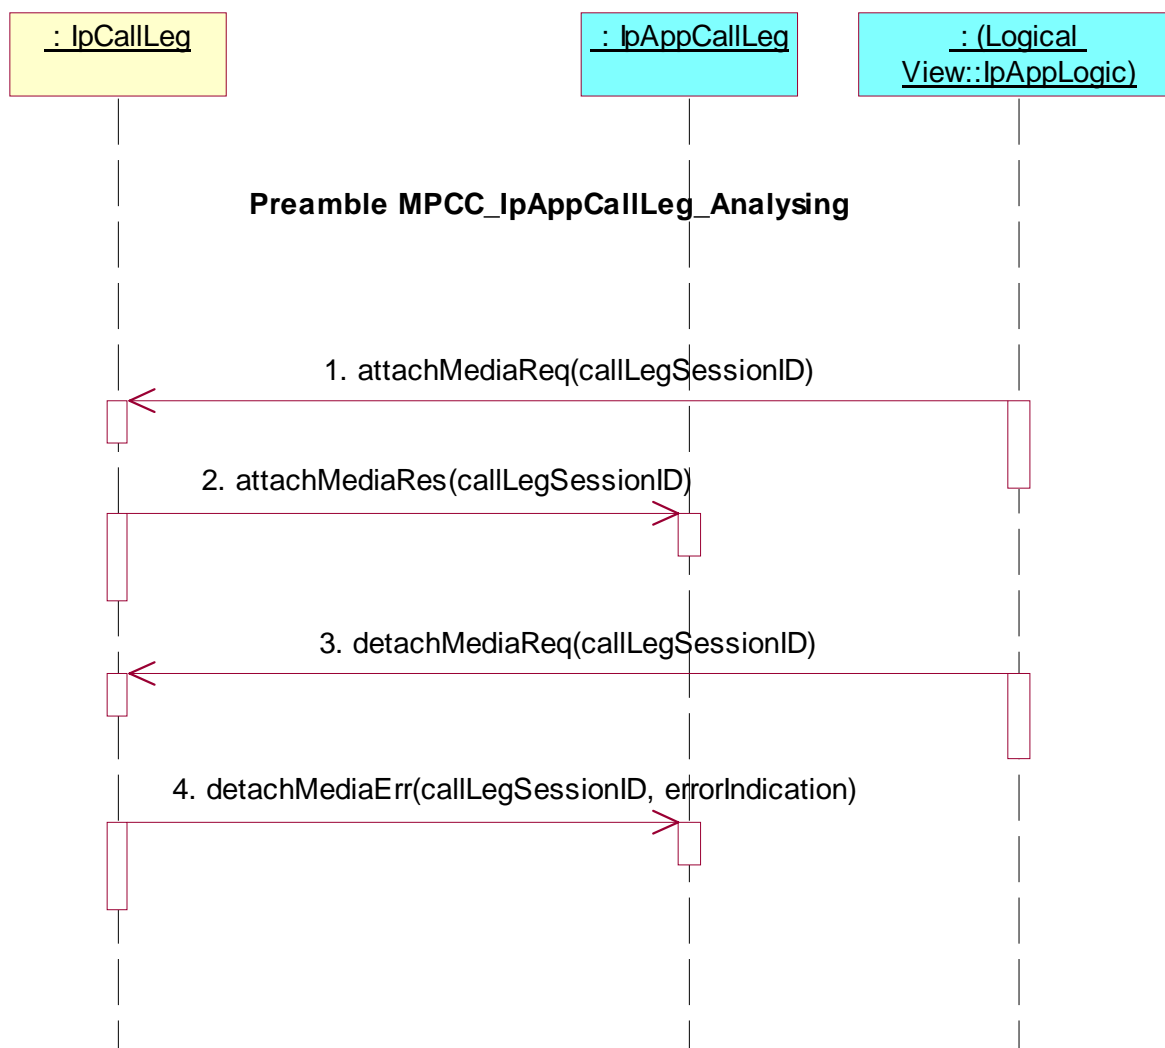 : IpCallLeg
: IpAppCallLeg
: (Logical
View::IpAppLogic)
Preamble MPCC_IpAppCallLeg_Analysing
1. attachMediaReq(callLegSessionID)
2. attachMediaRes(callLegSessionID)
3. detachMediaReq(callLegSessionID)
4. detachMediaErr(callLegSessionID, errorIndication)